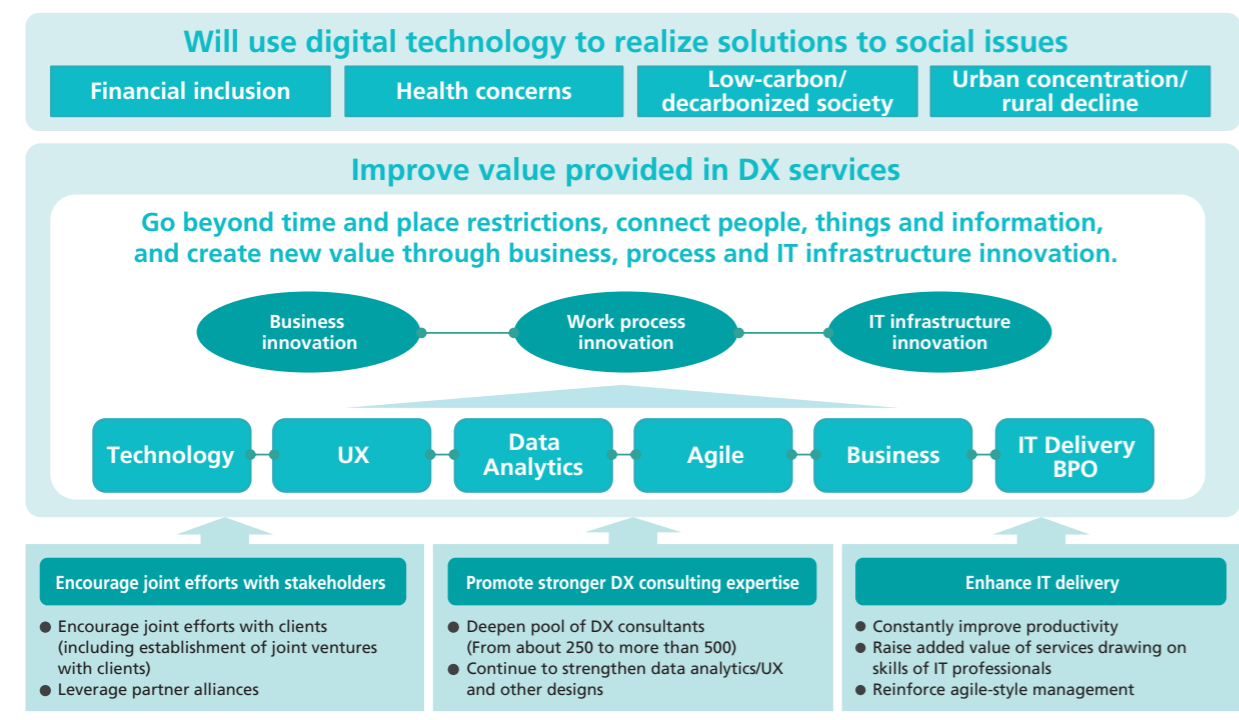 Will use digital technology to realize solutions to social issues
Financial inclusion
Health concerns
Low-carbon/
decarbonized society
Urban concentration/
rural decline
Improve value provided in DX services
Go beyond time and place restrictions, connect people, things and information,
and create new value through business, process and IT infrastructure innovation.
Business
innovation
Work process
innovation
IT infrastructure
innovation
Technology
UX
Data
Analytics
Agile
Business
IT Delivery
BPO
Encourage joint efforts with stakeholders
● Encourage joint efforts with clients
(including establishment of joint ventures
with clients)
● Leverage partner alliances
Promote stronger DX consulting expertise
● Deepen pool of DX consultants
(From about 250 to more than 500)
● Continue to strengthen data analytics/UX
and other designs
Enhance IT delivery
● Constantly improve productivity
● Raise added value of services drawing on
skills of IT professionals
● Reinforce agile-style management